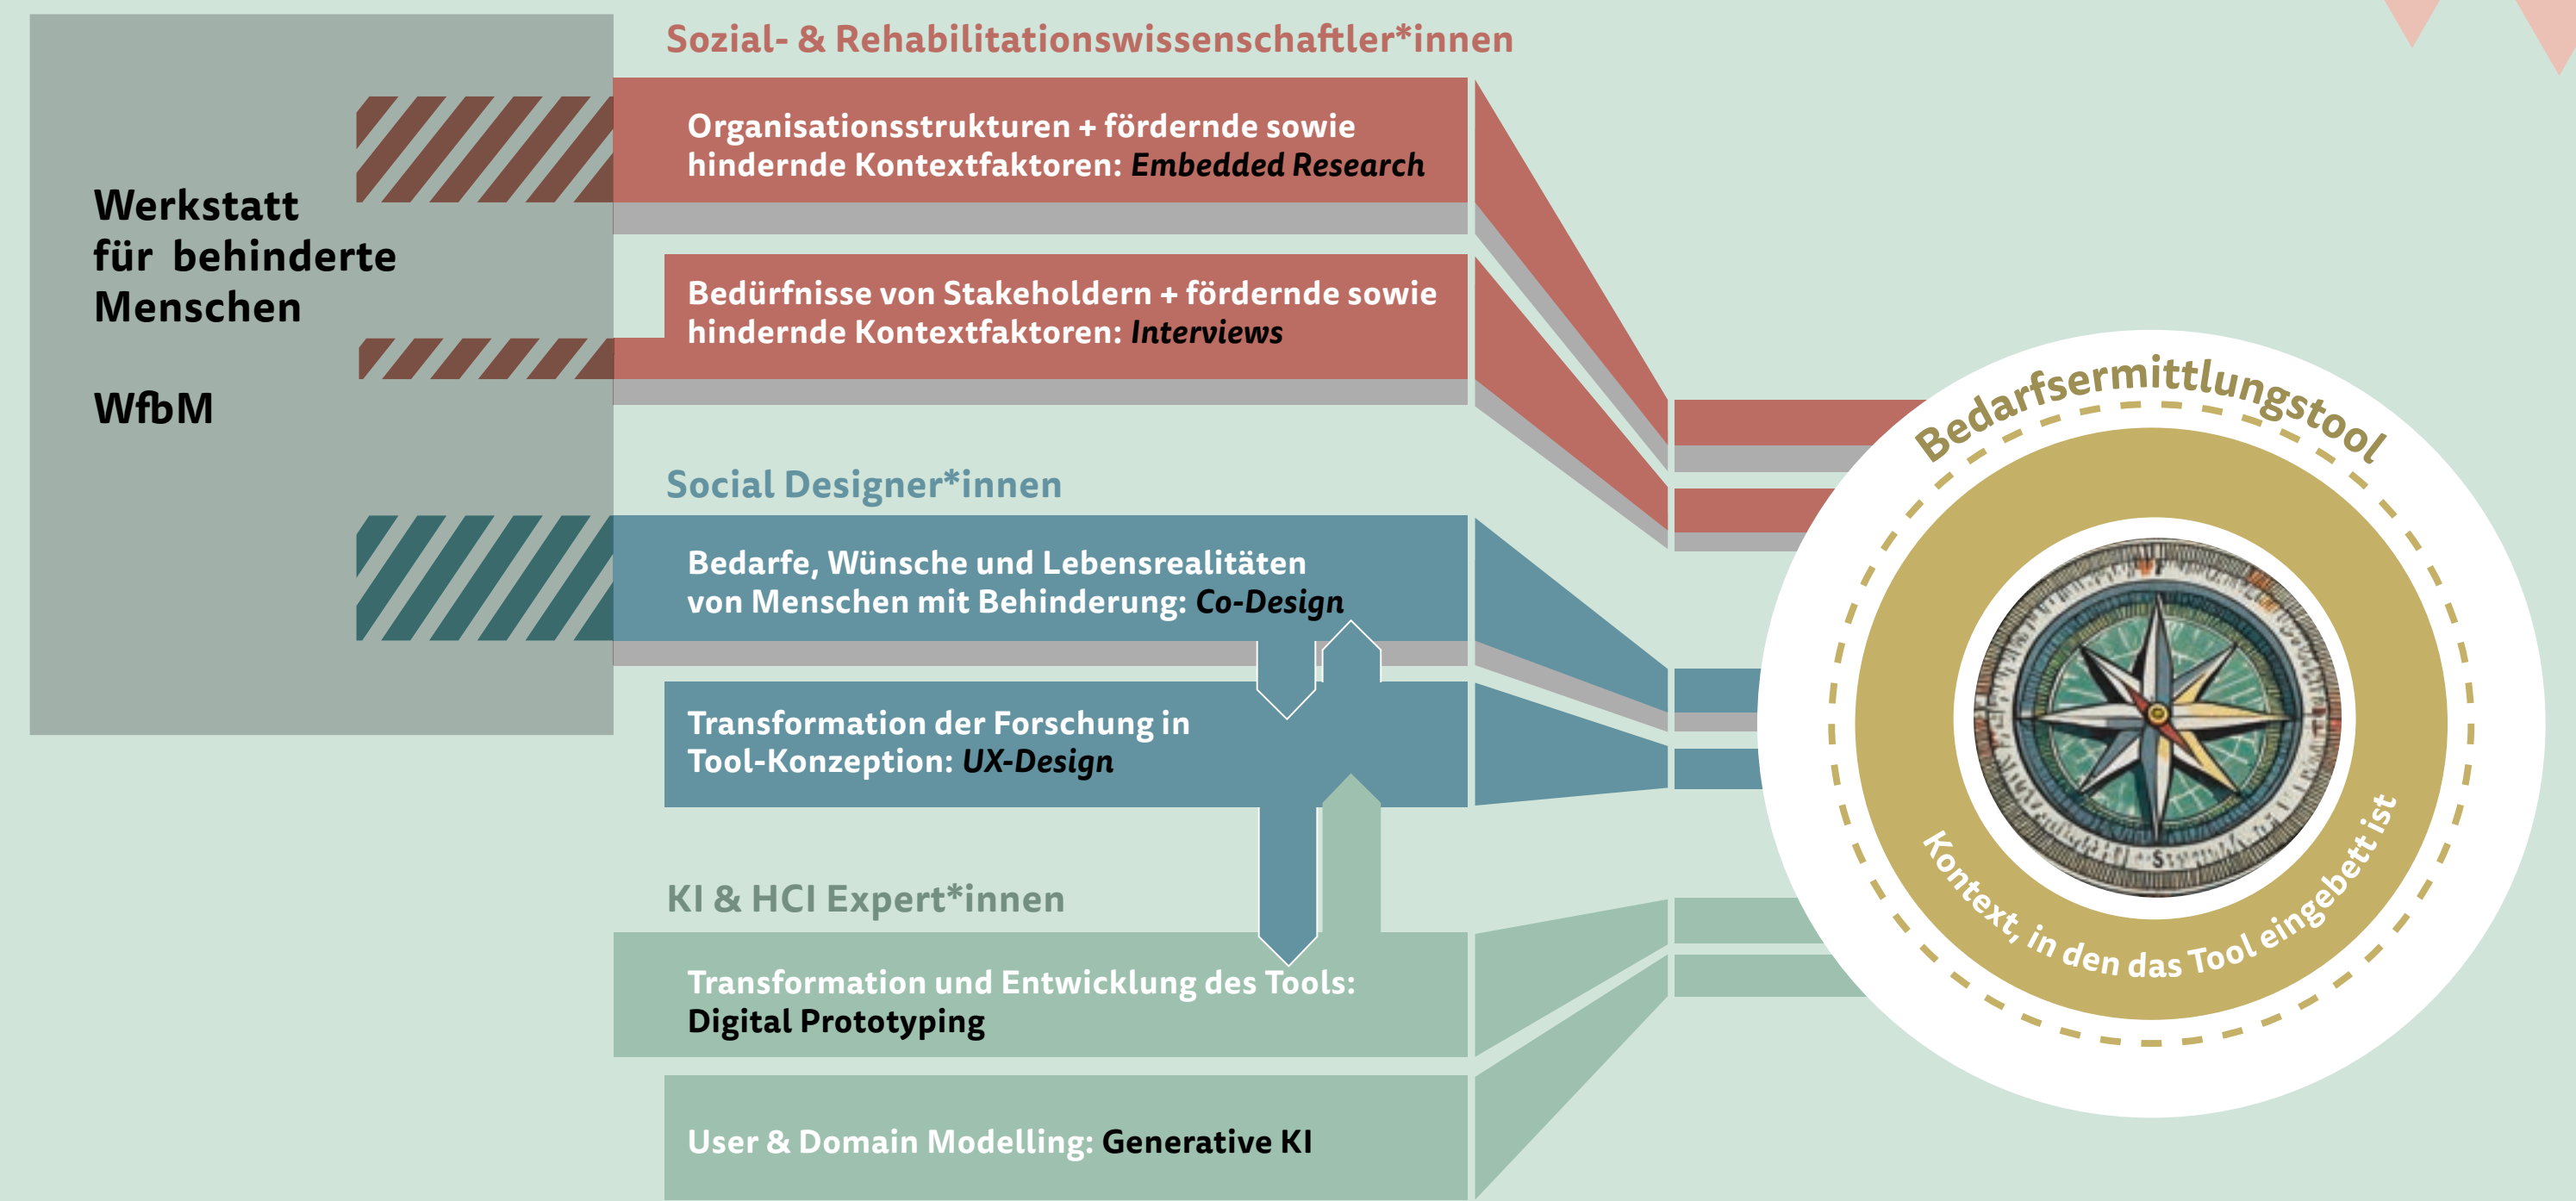 Werkstatt
für behinderte
Menschen
WfbM
Sozial- & Rehabilitationswissenschaftler*innen
Organisationsstrukturen + fördernde sowie
hindernde Kontextfaktoren: Embedded Research
Bedürfnisse von Stakeholdern + fördernde sowie
hindernde Kontextfaktoren: Interviews
Social Designer*innen
Bedarfe, Wünsche und Lebensrealitäten
von Menschen mit Behinderung: Co-Design
Transformation der Forschung in
Tool-Konzeption: UX-Design
KI & HCI Expert*innen
Transformation und Entwicklung des Tools:
Digital Prototyping
User & Domain Modelling: Generative KI
Bedarfsermittlungstool
Kontext, in den das Tool eingebett ist